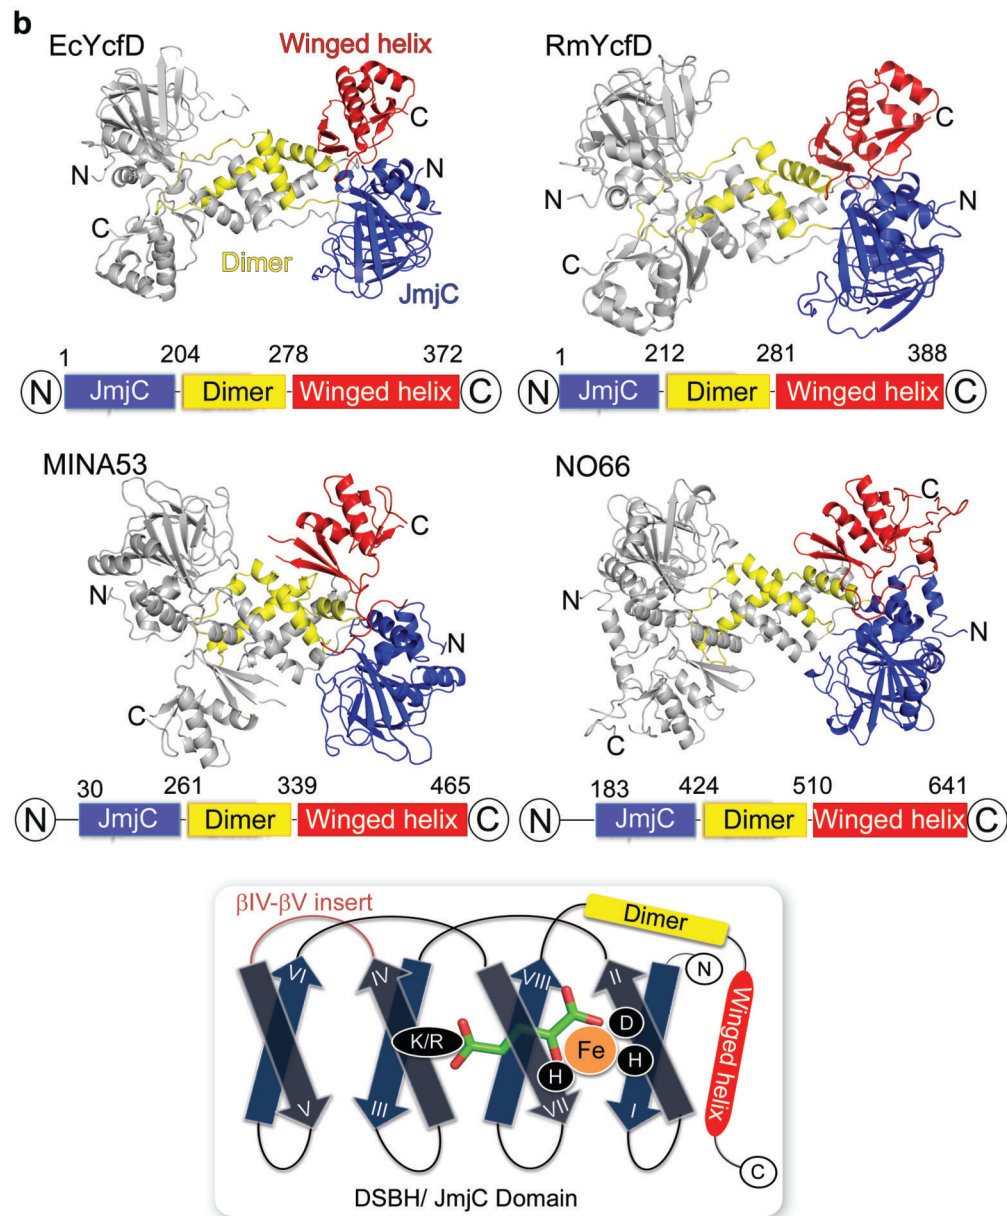 b
EcYcfD
Winged helix
C
N
N
C
Dimer
JmjC
1 204 278 372
N JmjC Dimer Winged helix C
RmYcfD
C
N
N
C
1 212 281 388
N JmjC Dimer Winged helix C
MINA53
C
N
N
C
30 261 339 465
N JmjC Dimer Winged helix C
NO66
C
N
N
C
183 424 510 641
N JmjC Dimer Winged helix C
βIV-βV insert
Dimer
VI IV VIII II N
K/R D
Fe H
H
V III VII I
Winged helix
C
DSBH/ JmjC Domain